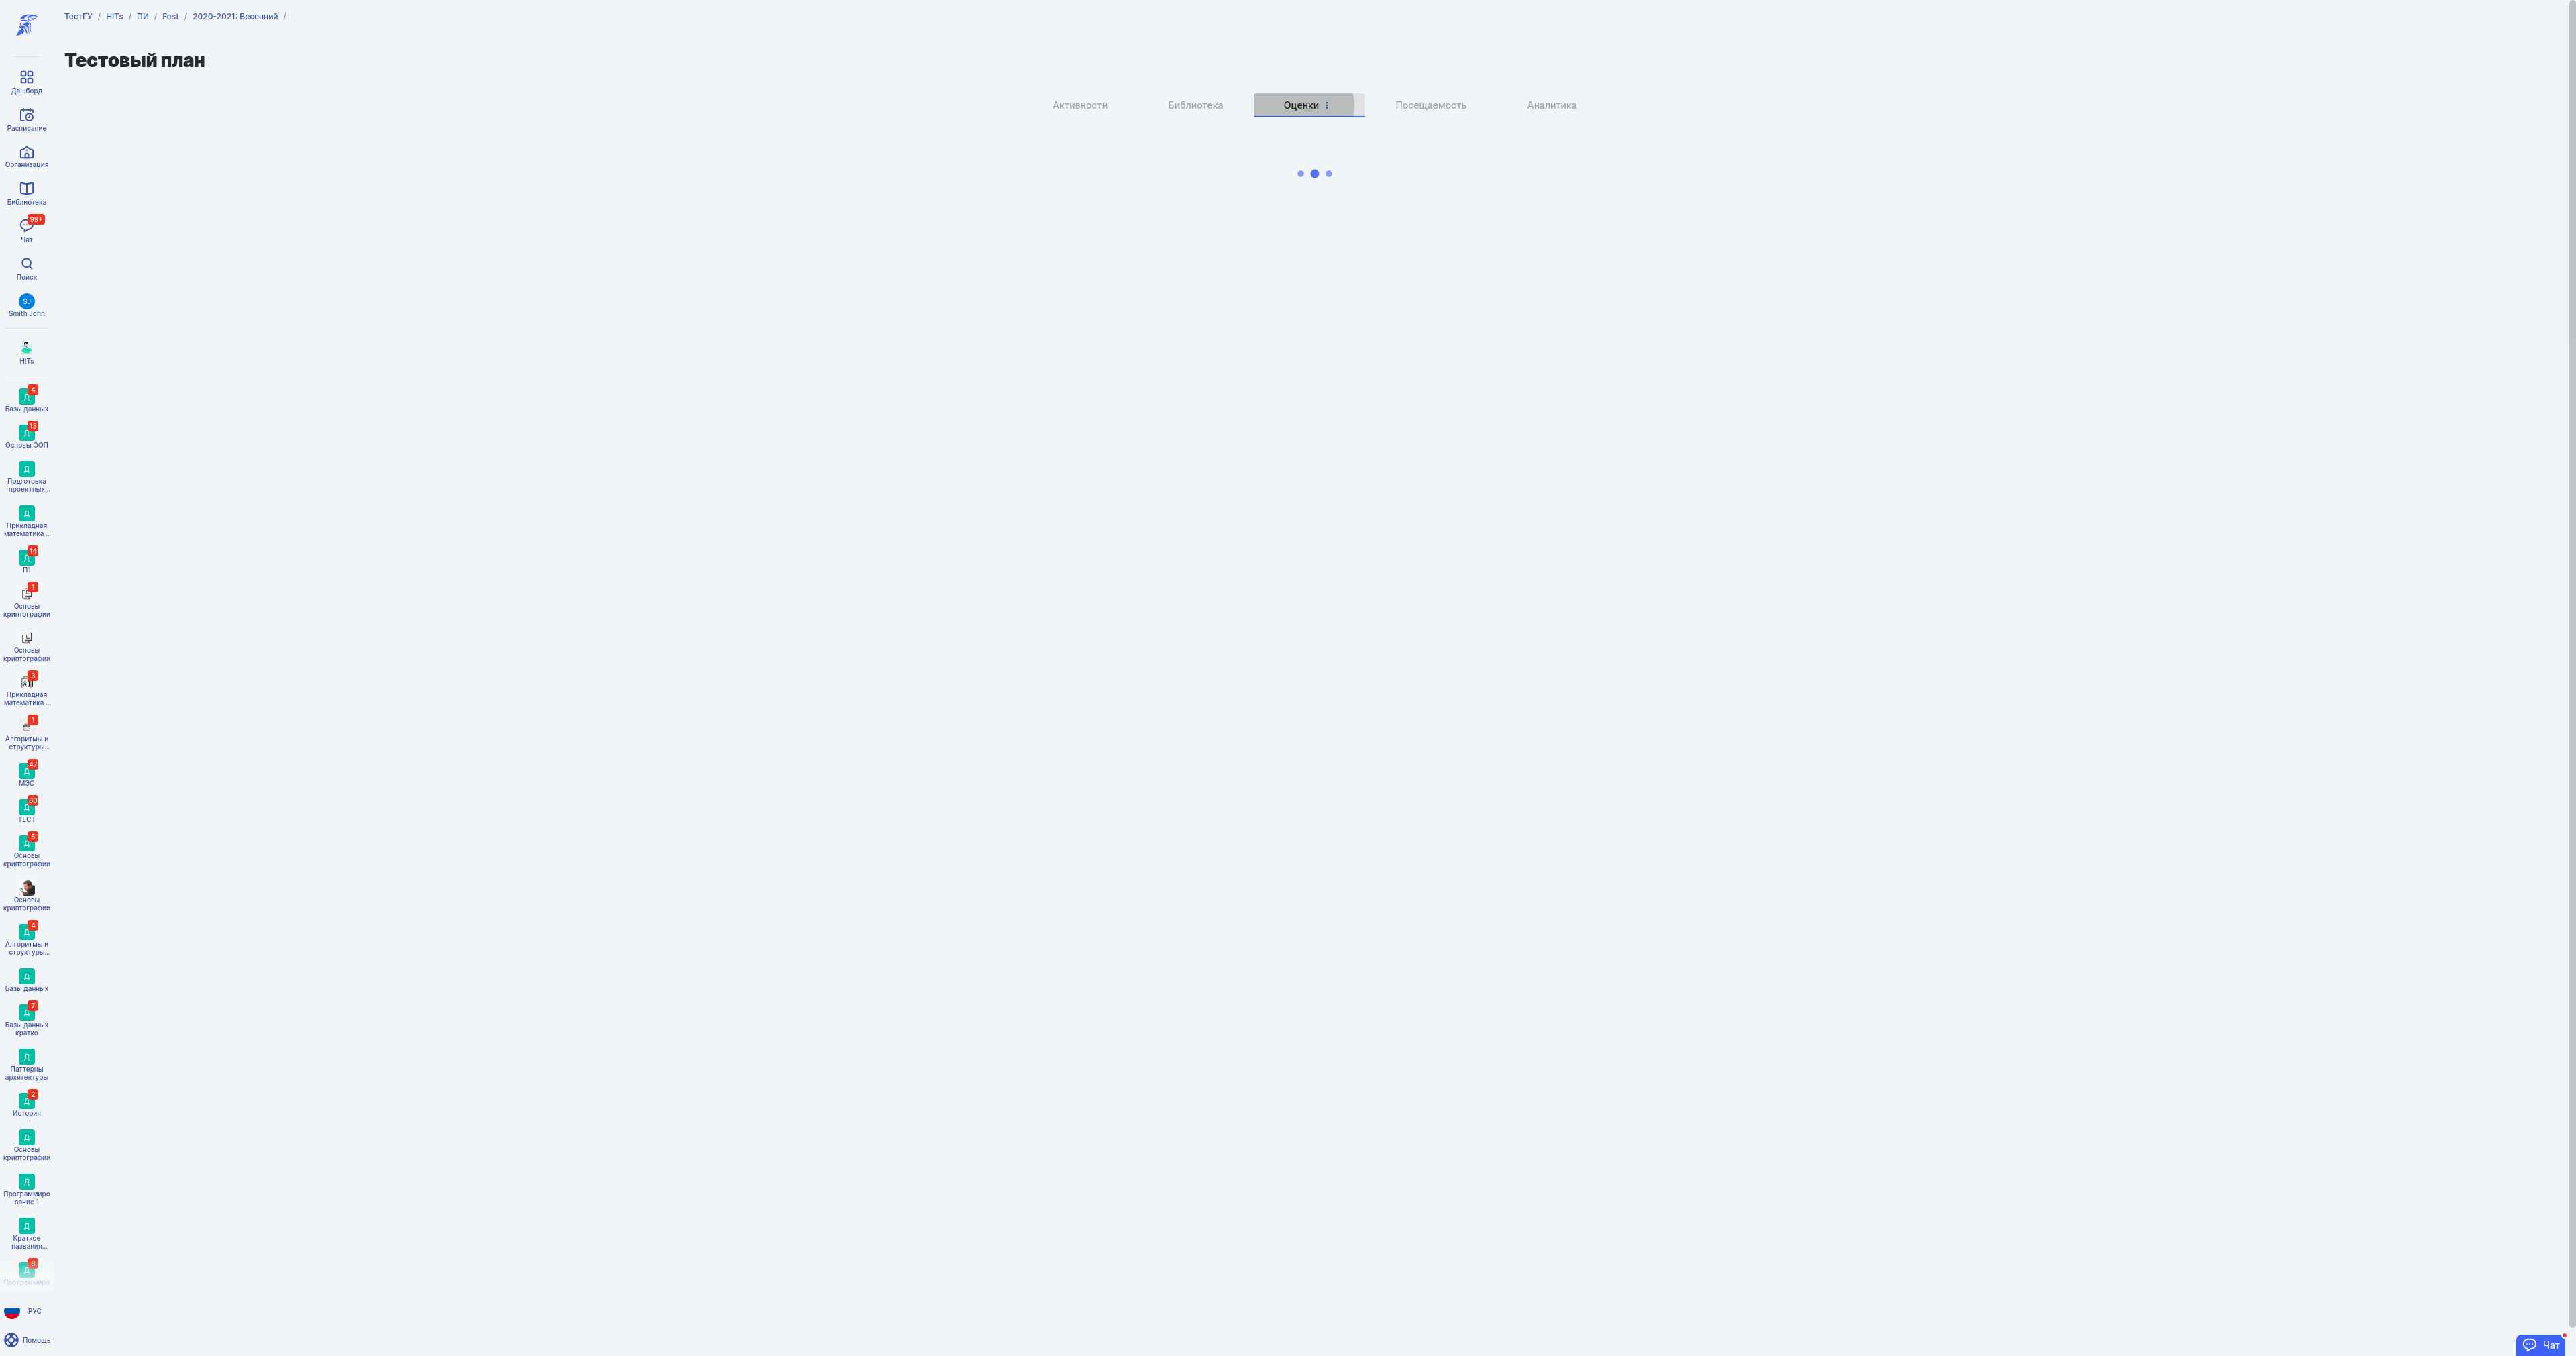 ТестГУ / HITs / ПИ / Fest / 2020-2021: Весенний /
Тестовый план
Активности
Библиотека
Оценки
Посещаемость
Аналитика
Дашборд
Расписание
Организация
Библиотека
99+
Чат
Поиск
SJ
Smith John
HITs
4
Д
Базы данных
13
Д
Основы ООП
Д
Подготовка
проектных...
Д
Прикладная
математика ...
14
Д
П1
1
Основы
криптографии
Основы
криптографии
3
Прикладная
математика ...
1
Алгоритмы и
структуры...
47
Д
МЭО
80
Д
ТЕСТ
5
Д
Основы
криптографии
Основы
криптографии
4
Д
Алгоритмы и
структуры...
Д
Базы данных
7
Д
Базы данных
кратко
Д
Паттерны
архитектуры
2
Д
История
Д
Основы
криптографии
Д
Программиро
вание 1
Д
Краткое
названия...
8
Д
Программиро
РУС
Помощь
Чат